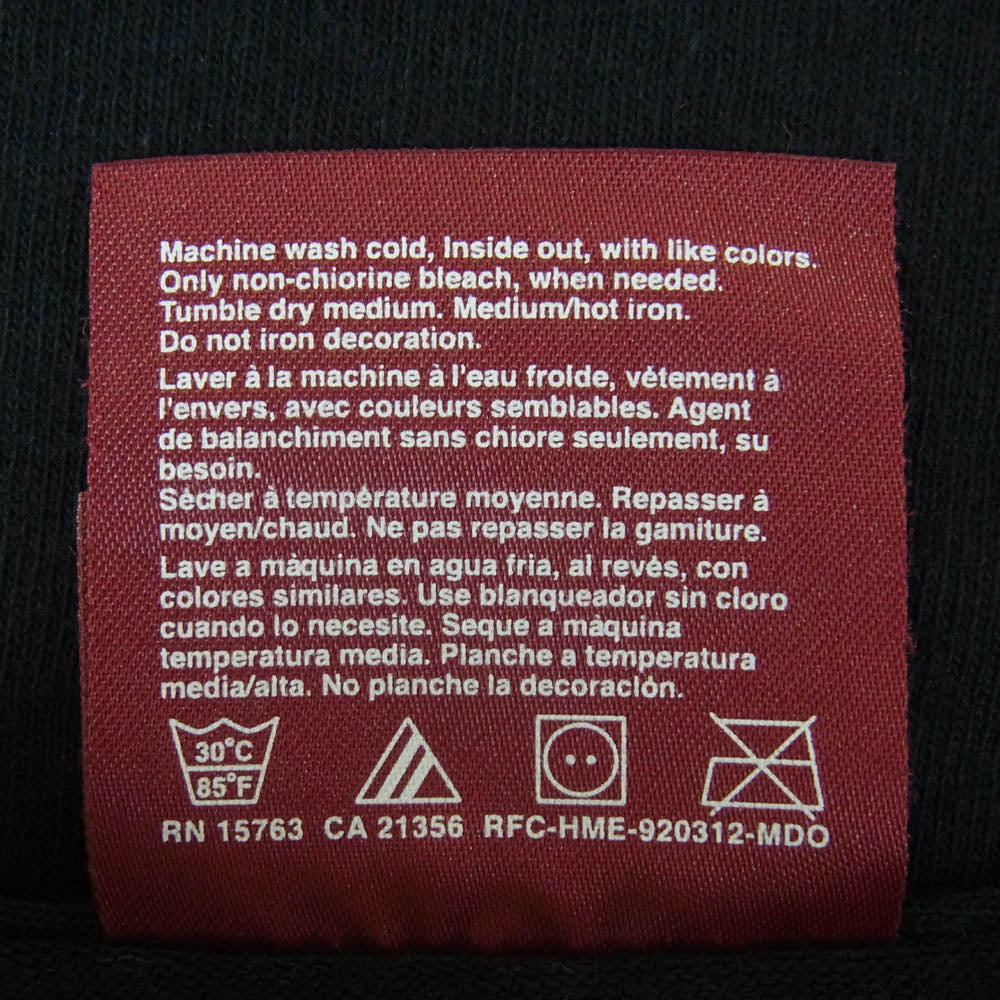 Machine wash cold, Inside out, with like colors.
Only non-chiorine bleach, when needed.
Tumble dry medium. Medium/hot iron.
Do not iron decoration.
Laver à la machine à l'eau frolde, vétement à
l'envers, avec couleurs semblables. Agent
de balanchiment sans chiore seulement, su
besoin.
Sécher à température moyenne. Repasser à
moyen/chaud. Ne pas repasser la gamiture.
Lave a màquina en agua fria, al revés, con
colores similares. Use blanqueador sin cloro
cuando lo necesite. Seque a màquina
temperatura media. Planche a temperatura
media/alta. No planche la decoración.
30°C
85°F
RN 15763 CA 21356 RFC-HME-920312-MDO